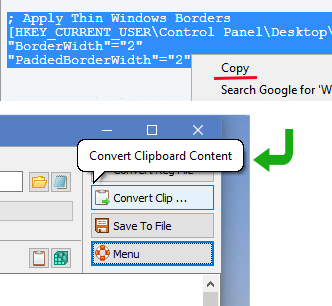 ; Apply Thin Windows Borders
[HKEY_CURRENT_USER\Control Panel\Desktop\
"BorderWidth"="2"
"PaddedBorderWidth"="2"
Copy
Search Google for 'W
Convert Clipboard Content
Convert Reg File
Convert Clip ...
Save To File
Menu